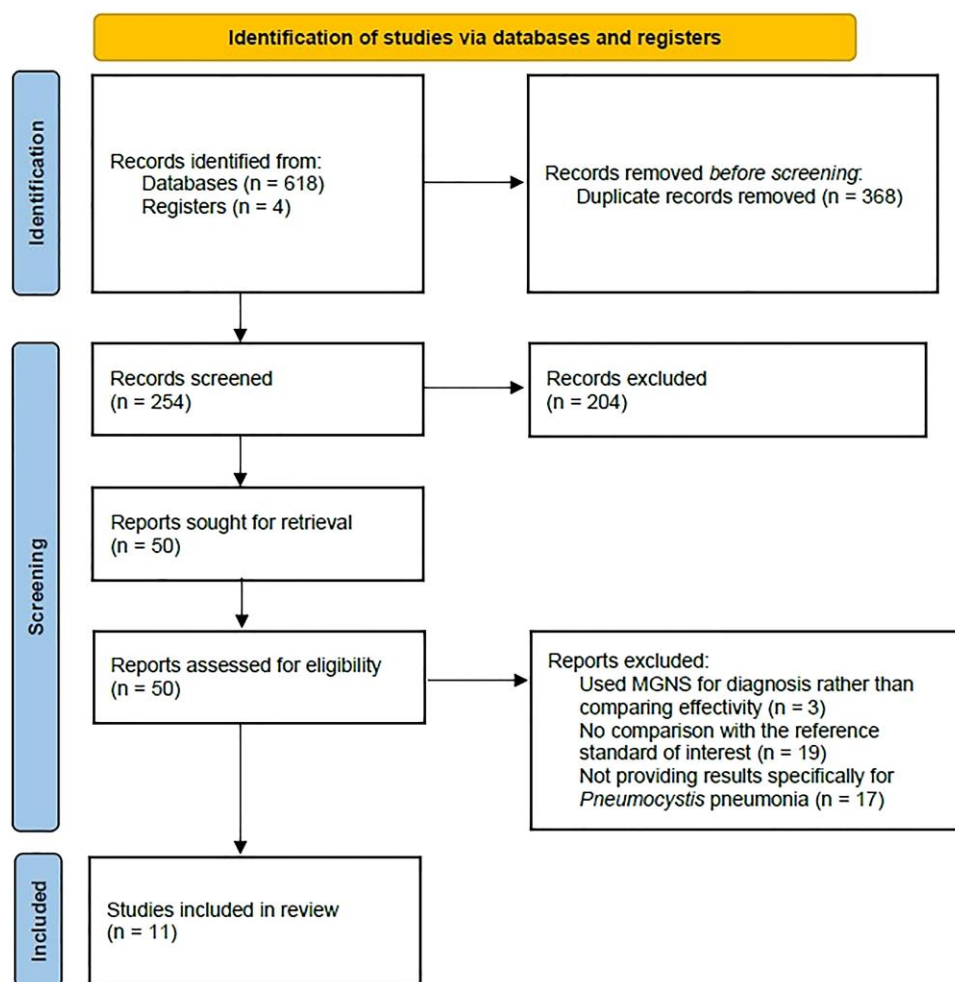 Identification of studies via databases and registers
Identification
Records identified from:
Databases (n = 618)
Registers (n = 4)
Records removed before screening:
Duplicate records removed (n = 368)
Screening
Records screened
(n = 254)
Records excluded
(n = 204)
Reports sought for retrieval
(n = 50)
Reports assessed for eligibility
(n = 50)
Reports excluded:
Used MGNS for diagnosis rather than
comparing effectivity (n = 3)
No comparison with the reference
standard of interest (n = 19)
Not providing results specifically for
Pneumocystis pneumonia (n = 17)
Included
Studies included in review
(n = 11)